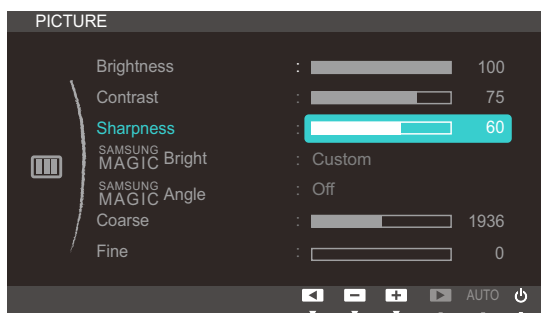 PICTURE
Brightness : 100
Contrast : 75
Sharpness : 60
SAMSUNG MAGIC Bright : Custom
SAMSUNG MAGIC Angle : Off
Coarse : 1936
Fine : 0
AUTO